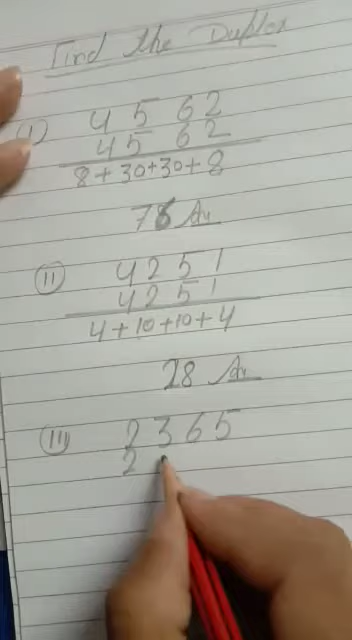 Find the Duplex
(I) 4 5 6 2
4 5 6 2
8 + 30 + 30 + 8
76 An
(II) 4 2 5 1
4 2 5 1
4 + 10 + 10 + 4
28 An
(III) 2 3 6 5
2